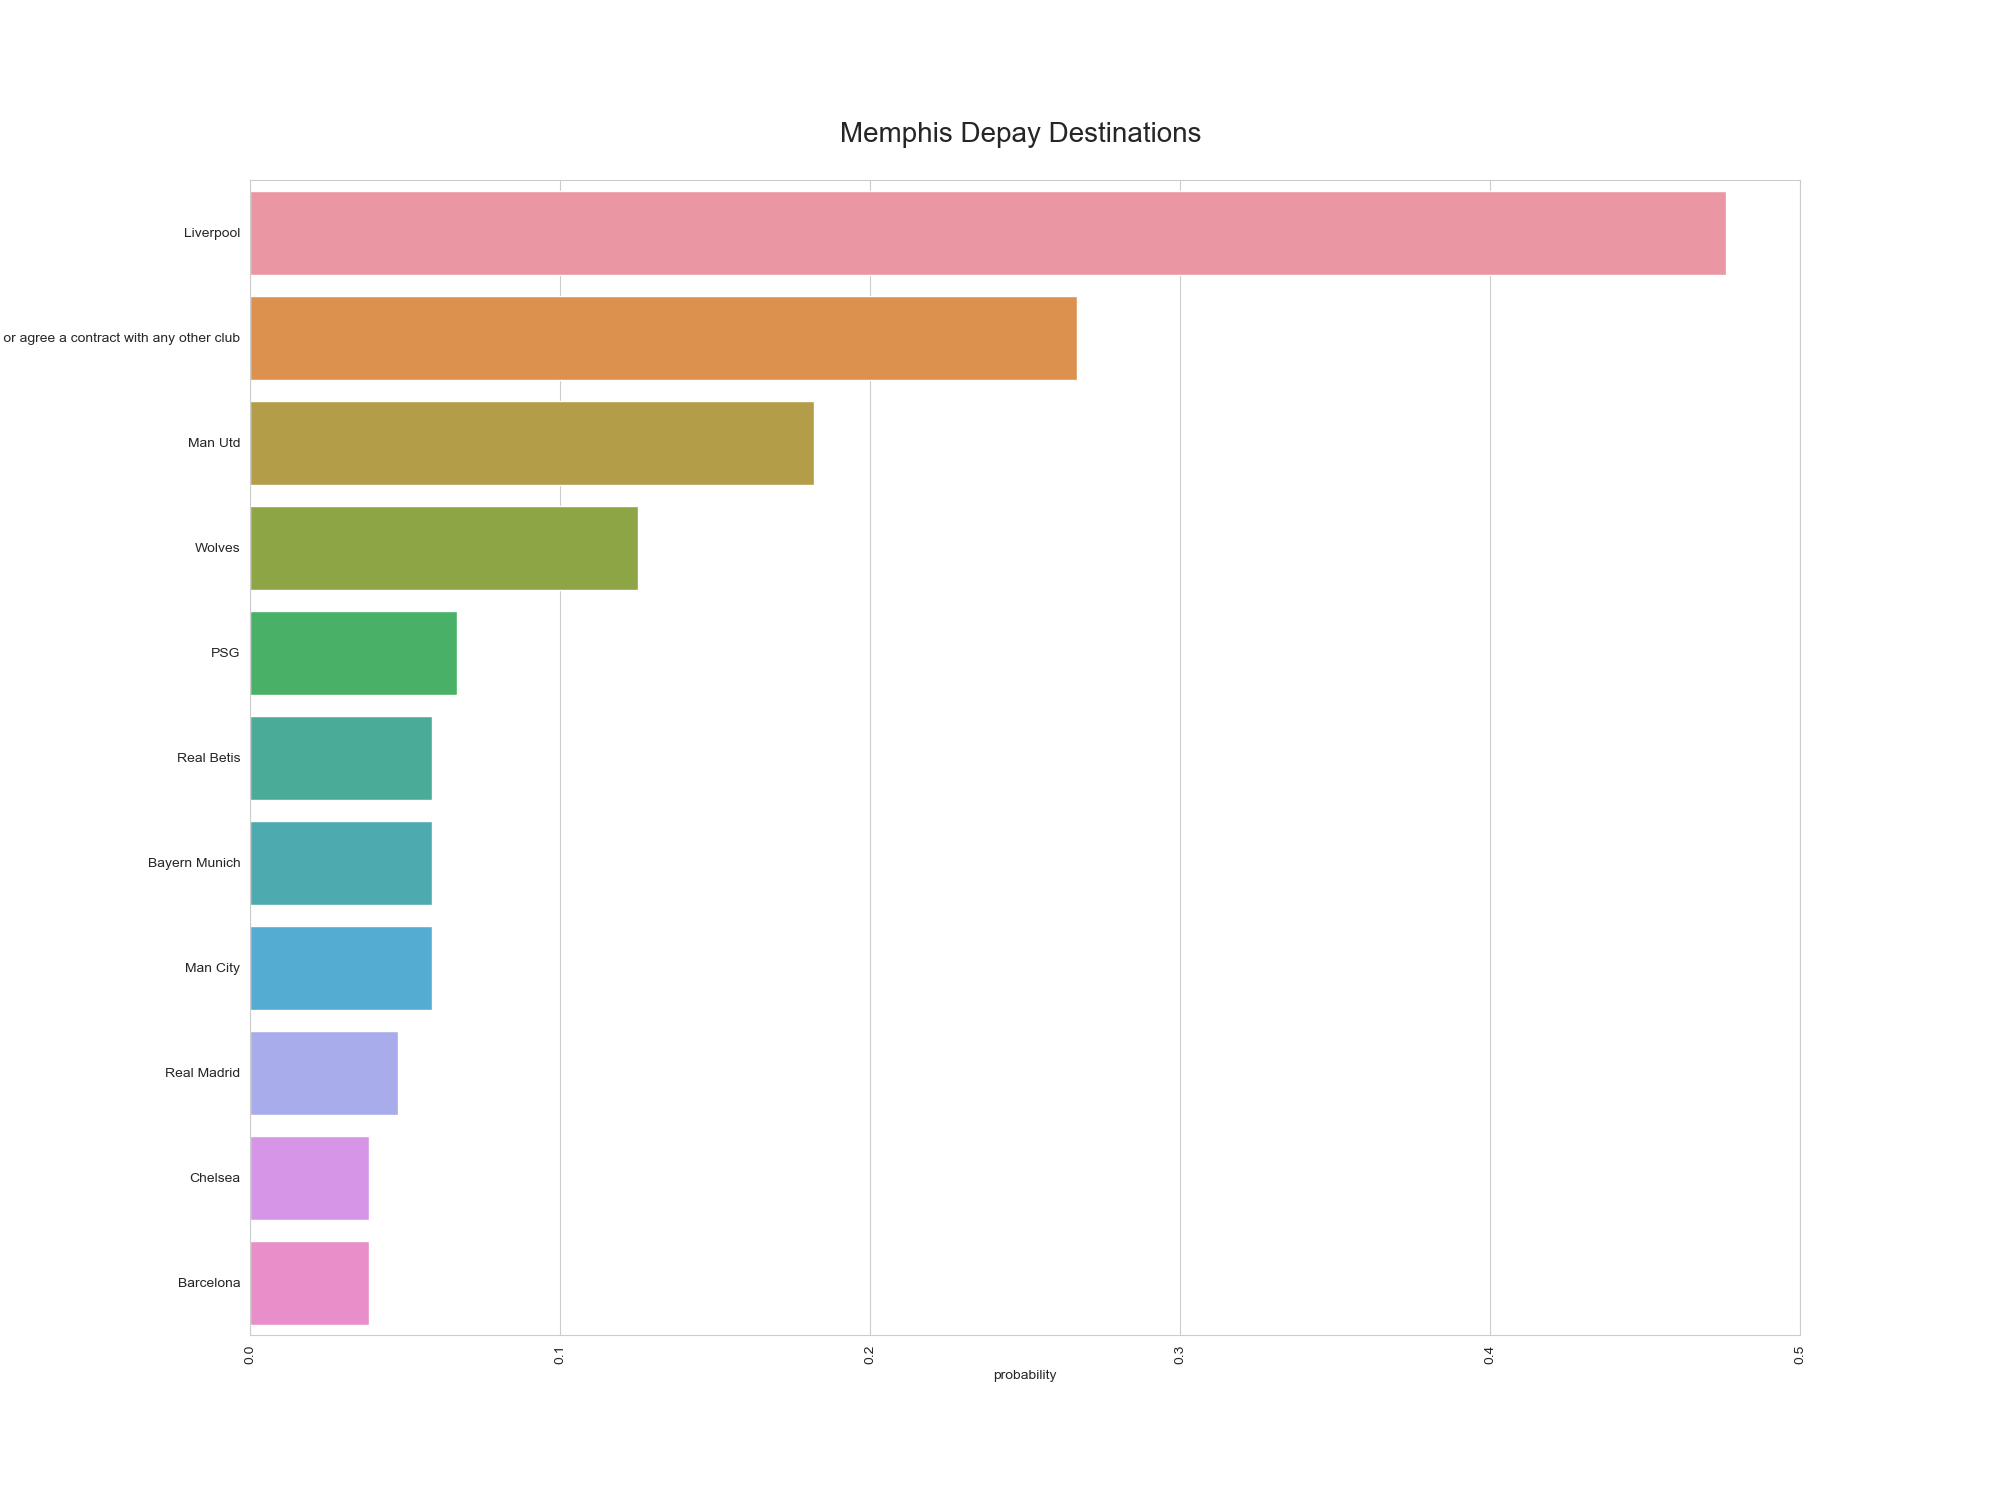 Memphis Depay Destinations
Liverpool
or agree a contract with any other club
Man Utd
Wolves
PSG
Real Betis
Bayern Munich
Man City
Real Madrid
Chelsea
Barcelona
0.0 0.1 0.2 0.3 0.4 0.5
probability